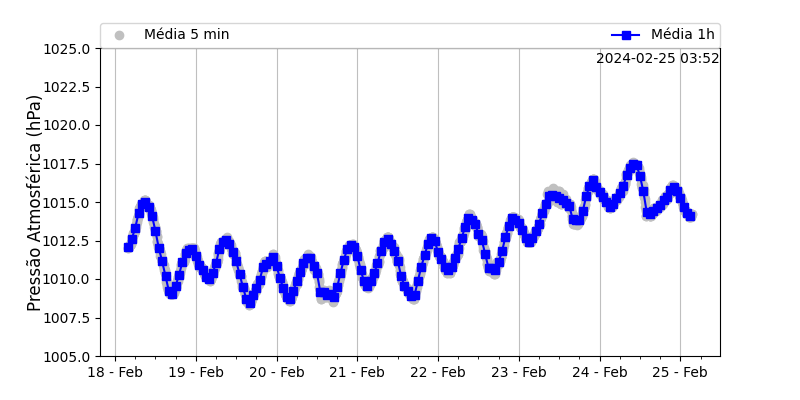 Média 5 min
Média 1h
2024-02-25 03:52
Pressão Atmosférica (hPa)
1025.0
1022.5
1020.0
1017.5
1015.0
1012.5
1010.0
1007.5
1005.0
18 - Feb
19 - Feb
20 - Feb
21 - Feb
22 - Feb
23 - Feb
24 - Feb
25 - Feb